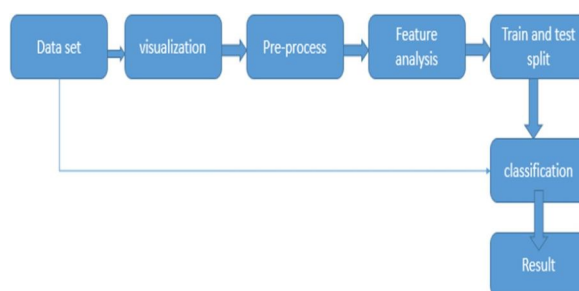 Data set
visualization
Pre-process
Feature
analysis
Train and test
split
classification
Result